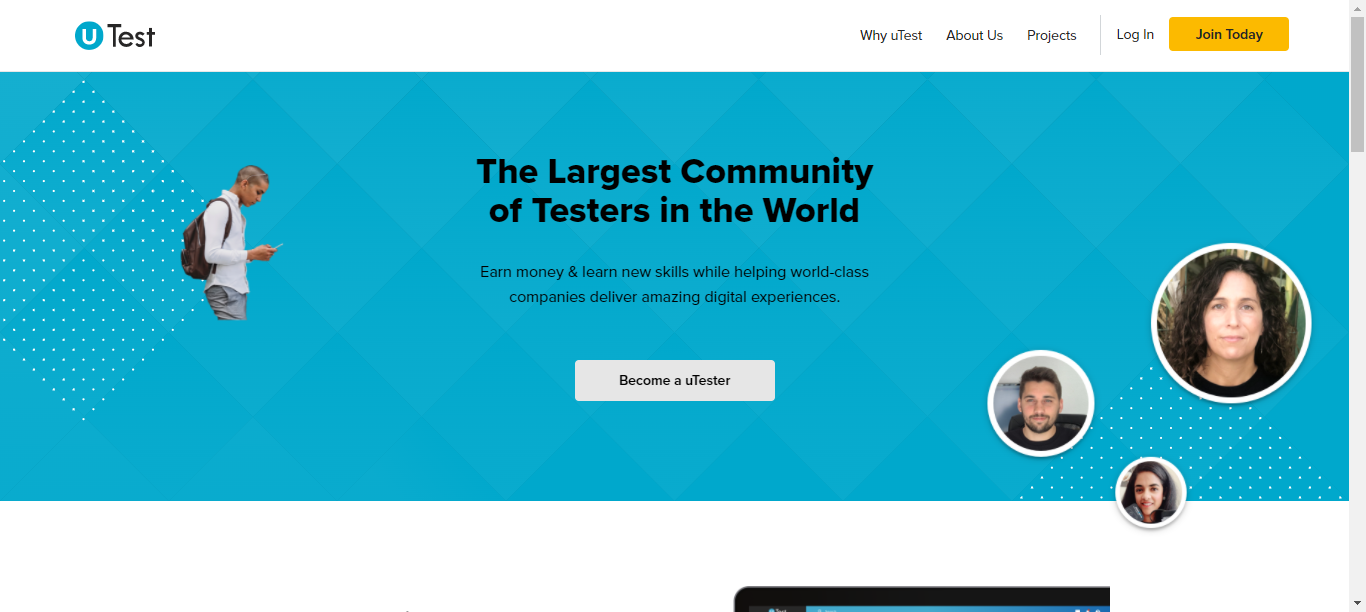 uTest
Why uTest
About Us
Projects
Log In
Join Today
The Largest Community
of Testers in the World
Earn money & learn new skills while helping world-class
companies deliver amazing digital experiences.
Become a uTester